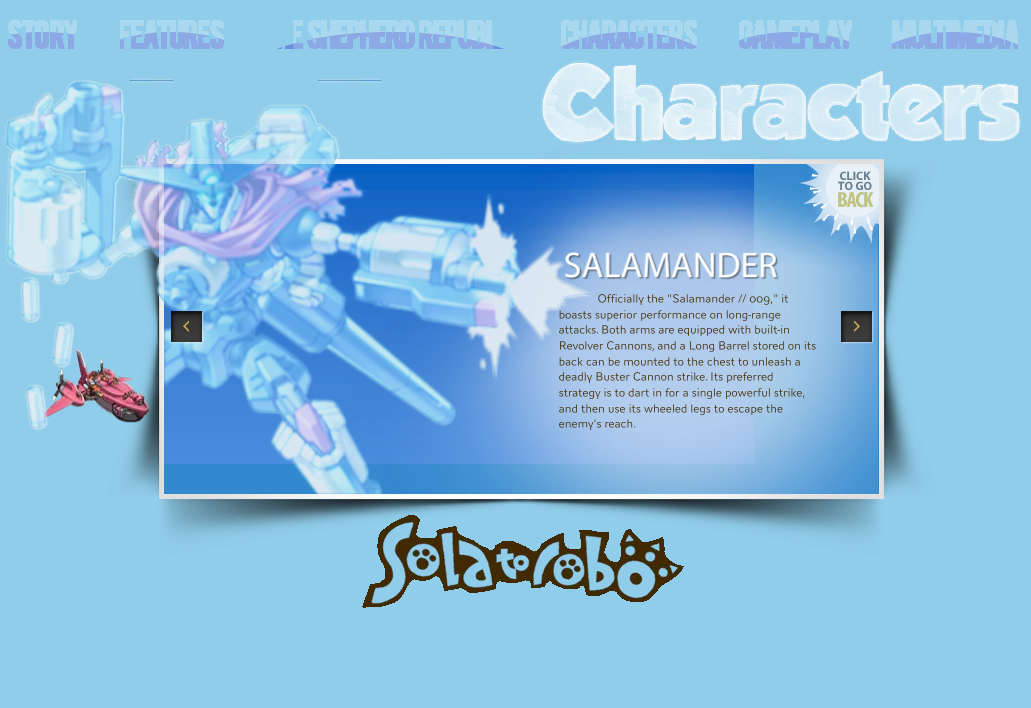 STORY FEATURES E SHEPHERD REPUBL CHARACTERS GAMEPLAY MULTIMEDIA
Characters
CLICK
TO GO
BACK
SALAMANDER
Officially the "Salamander // 009," it
boasts superior performance on long-range
attacks. Both arms are equipped with built-in
Revolver Cannons, and a Long Barrel stored on its
back can be mounted to the chest to unleash a
deadly Buster Cannon strike. Its preferred
strategy is to dart in for a single powerful strike,
and then use its wheeled legs to escape the
enemy's reach.
Solatorobo